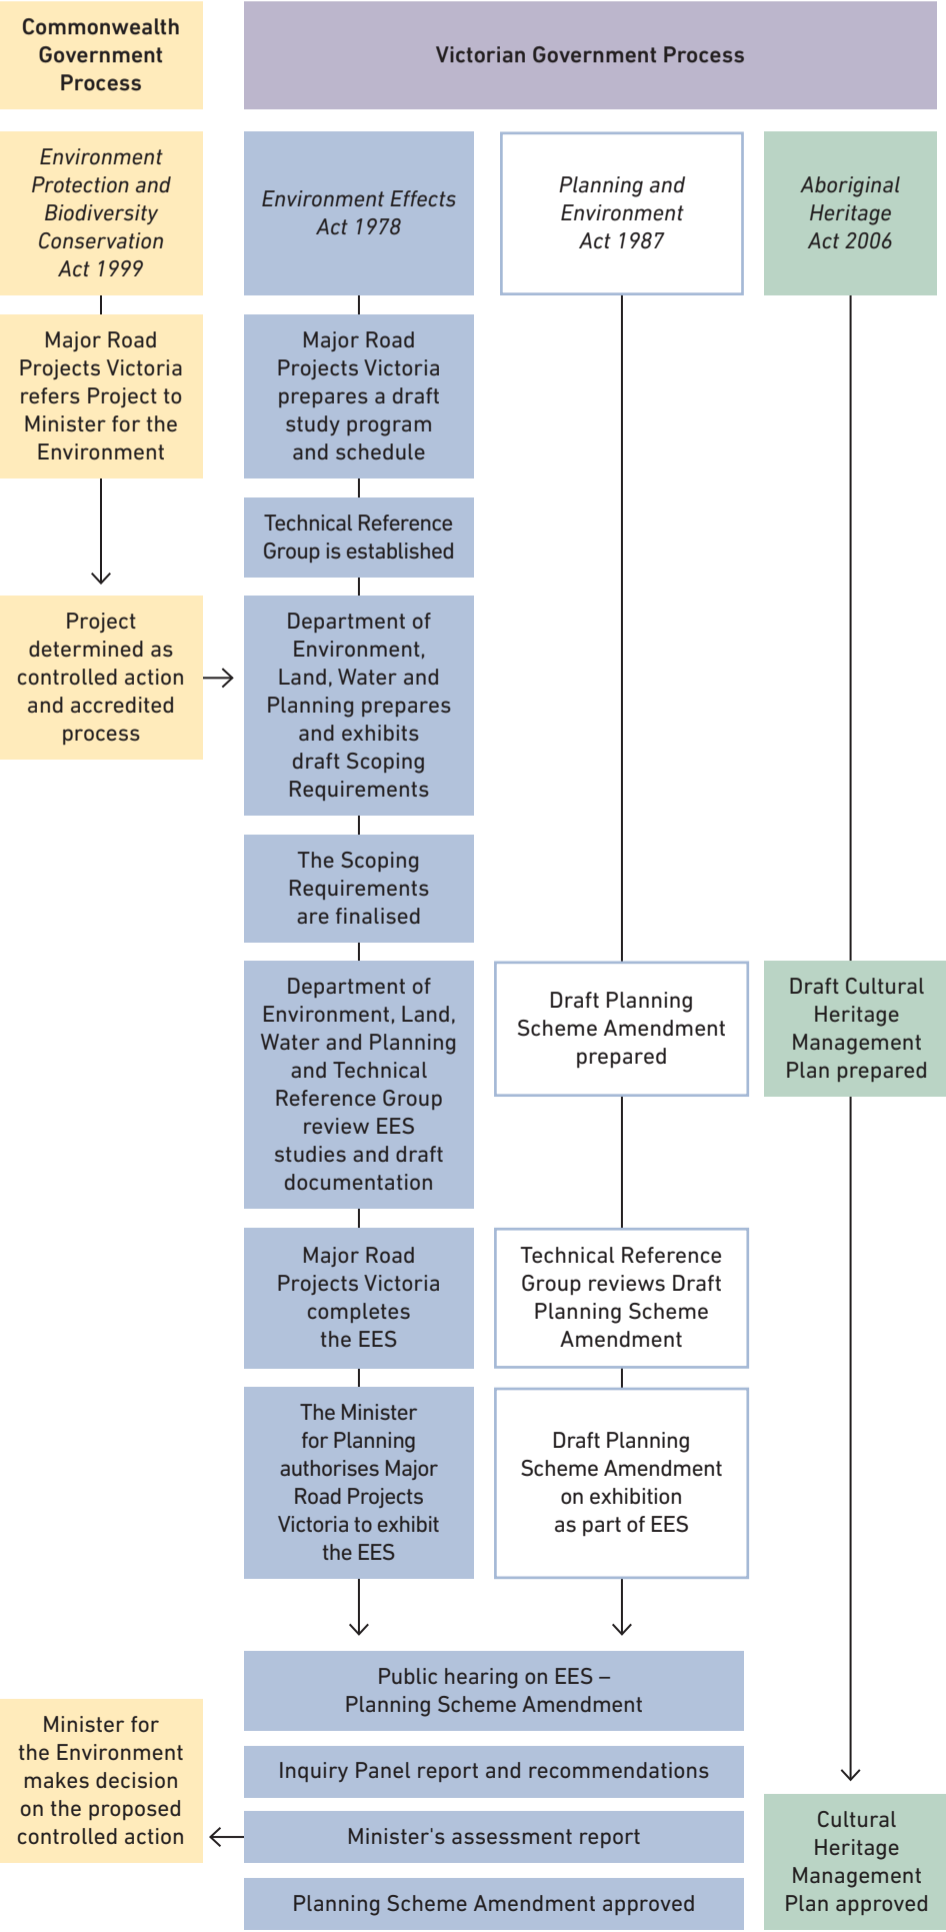 Commonwealth
Government
Process
Victorian Government Process
Environment
Protection and
Biodiversity
Conservation
Act 1999
Environment Effects
Act 1978
Planning and
Environment
Act 1987
Aboriginal
Heritage
Act 2006
Major Road
Projects Victoria
refers Project to
Minister for the
Environment
Major Road
Projects Victoria
prepares a draft
study program
and schedule
Technical Reference
Group is established
Project
determined as
controlled action
and accredited
process
Department of
Environment,
Land, Water and
Planning prepares
and exhibits
draft Scoping
Requirements
The Scoping
Requirements
are finalised
Department of
Environment, Land,
Water and Planning
and Technical
Reference Group
review EES
studies and draft
documentation
Draft Planning
Scheme Amendment
prepared
Draft Cultural
Heritage
Management
Plan prepared
Major Road
Projects Victoria
completes
the EES
Technical Reference
Group reviews Draft
Planning Scheme
Amendment
The Minister
for Planning
authorises Major
Road Projects
Victoria to exhibit
the EES
Draft Planning
Scheme Amendment
on exhibition
as part of EES
Public hearing on EES –
Planning Scheme Amendment
Minister for
the Environment
makes decision
on the proposed
controlled action
Inquiry Panel report and recommendations
Minister's assessment report
Planning Scheme Amendment approved
Cultural
Heritage
Management
Plan approved